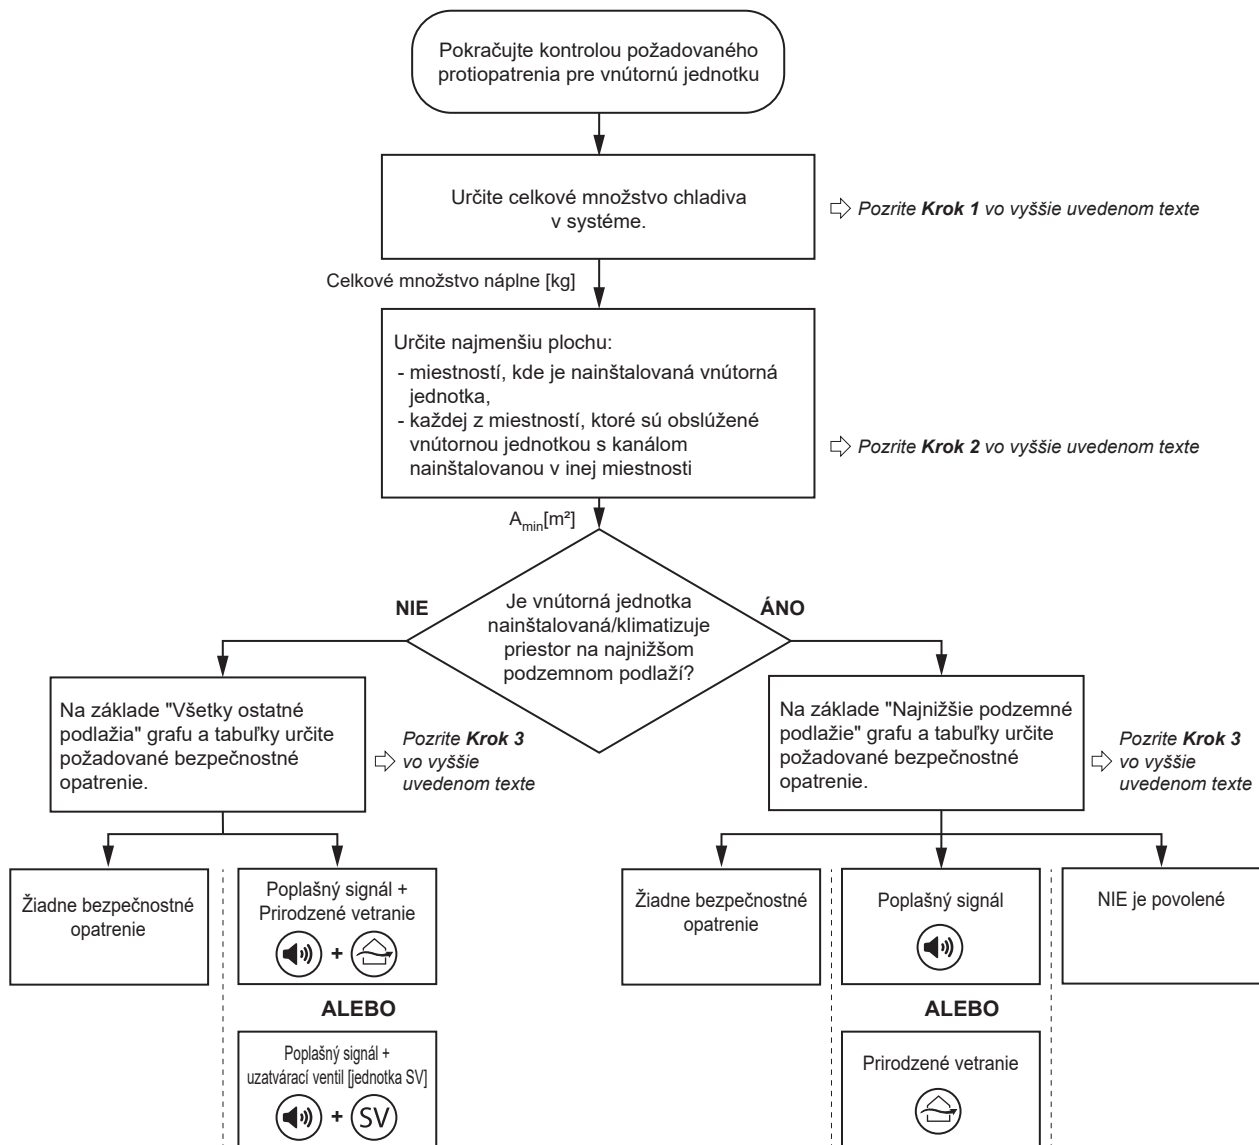 Pokračujte kontrolou požadovaného
protiopatrenia pre vnútornú jednotku
Určite celkové množstvo chladiva
v systéme.
Pozrite Krok 1 vo vyššie uvedenom texte
Celkové množstvo náplne [kg]
Určite najmenšiu plochu:
- miestností, kde je nainštalovaná vnútorná
jednotka,
- každej z miestností, ktoré sú obslúžené
vnútornou jednotkou s kanálom
nainštalovanou v inej miestnosti
Pozrite Krok 2 vo vyššie uvedenom texte
Amin[m²]
NIE
Je vnútorná jednotka
nainštalovaná/klimatizuje
priestor na najnižšom
podzemnom podlaží?
ÁNO
Na základe "Všetky ostatné
podlažia" grafu a tabuľky určite
požadované bezpečnostné
opatrenie.
Pozrite Krok 3
vo vyššie
uvedenom texte
Na základe "Najnižšie podzemné
podlažie" grafu a tabuľky určite
požadované bezpečnostné
opatrenie.
Pozrite Krok 3
vo vyššie
uvedenom texte
Žiadne bezpečnostné
opatrenie
Poplašný signál +
Prirodzené vetranie
+
ALEBO
Poplašný signál +
uzatvárací ventil [jednotka SV]
+ SV
Žiadne bezpečnostné
opatrenie
Poplašný signál
ALEBO
Prirodzené vetranie
NIE je povolené